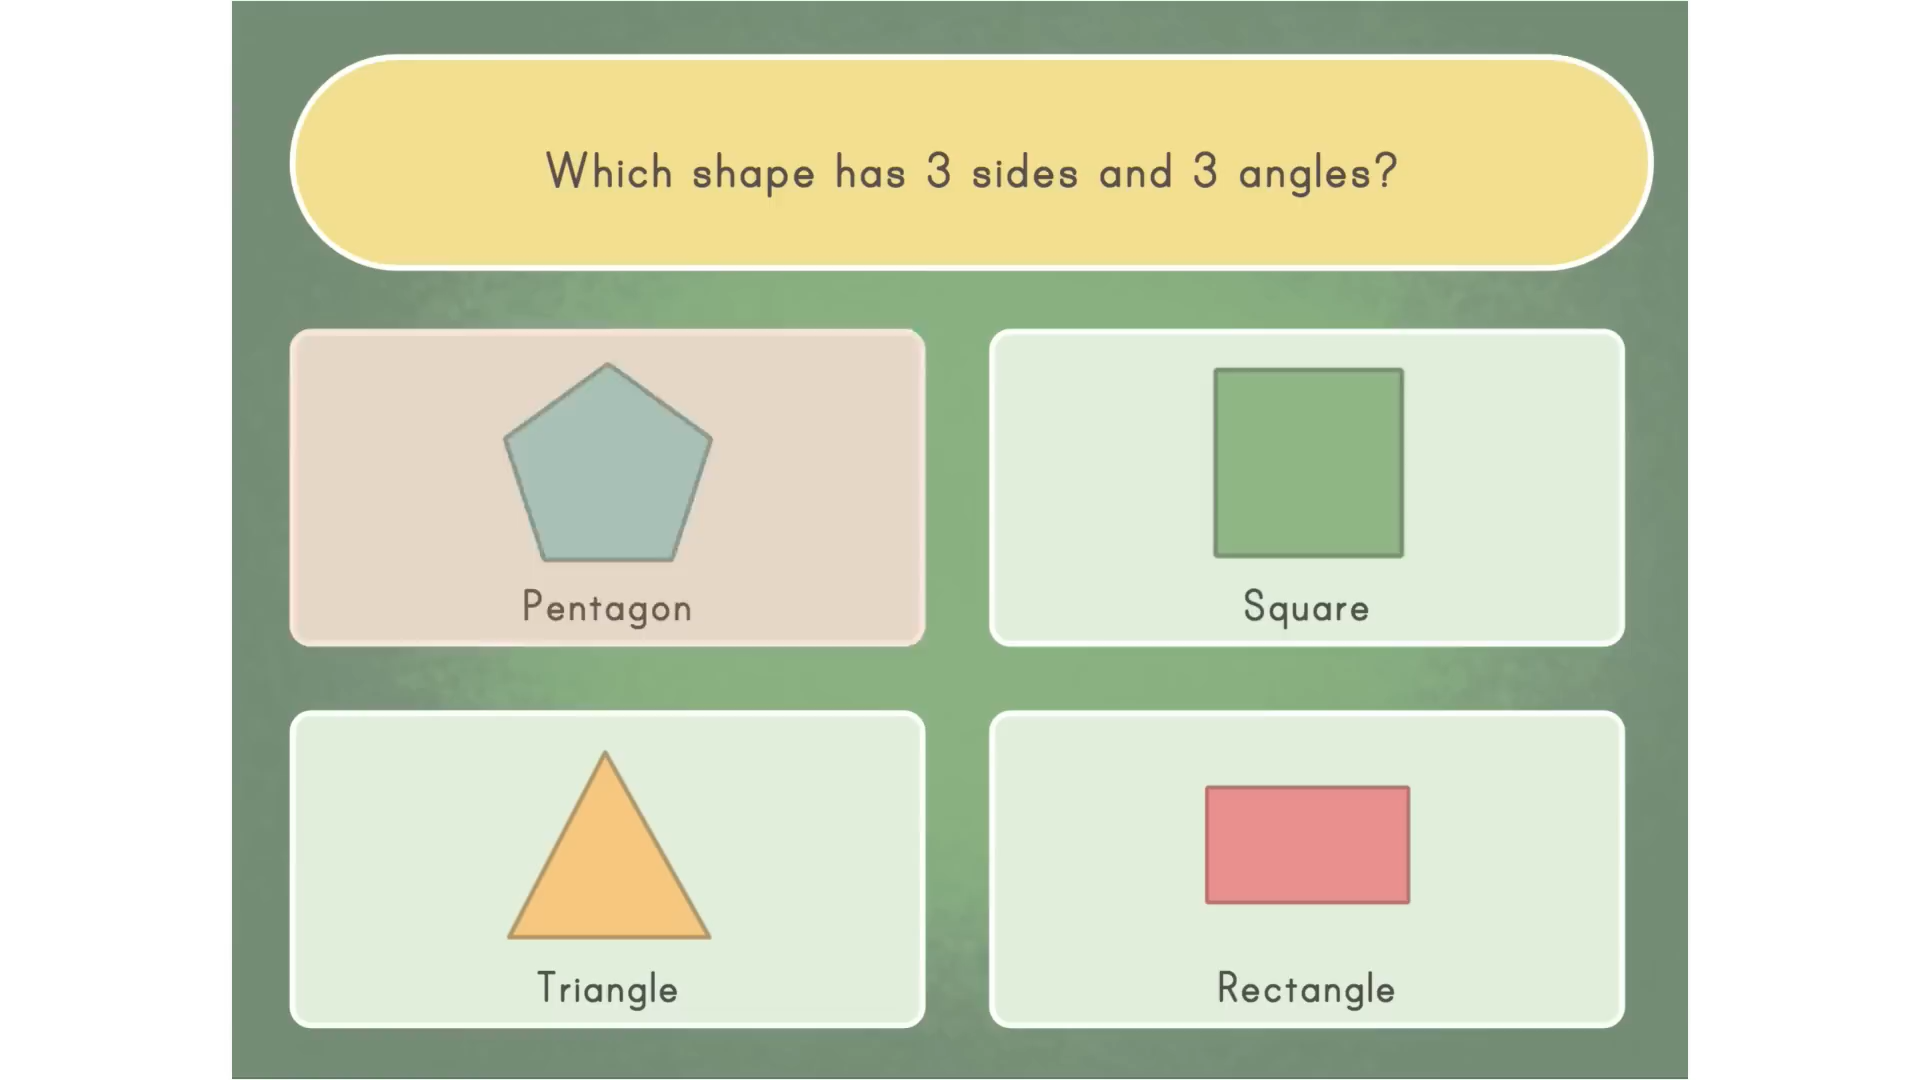 Which shape has 3 sides and 3 angles?
Pentagon
Square
Triangle
Rectangle